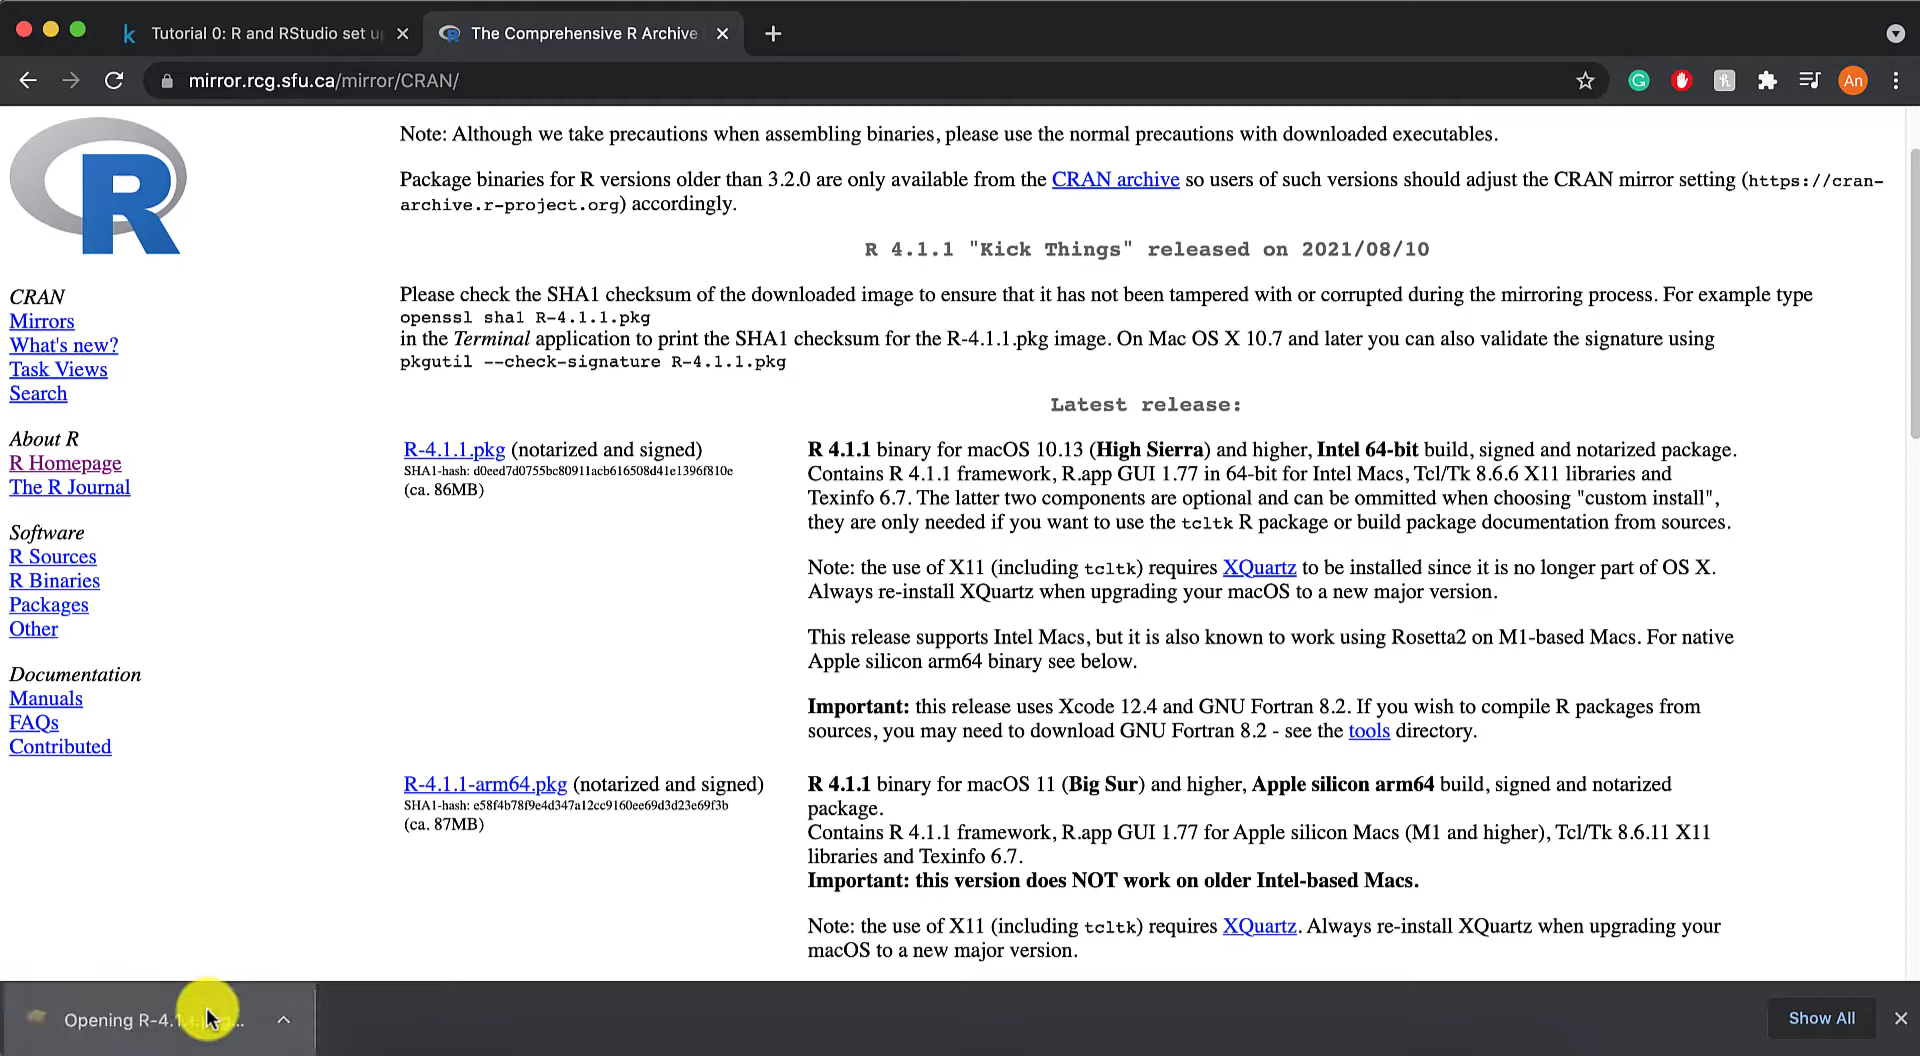 Tutorial 0: R and RStudio set up
The Comprehensive R Archive
mirror.rcg.sfu.ca/mirror/CRAN/
An
R
CRAN
Mirrors
What's new?
Task Views
Search
About R
R Homepage
The R Journal
Software
R Sources
R Binaries
Packages
Other
Documentation
Manuals
FAQs
Contributed
Note: Although we take precautions when assembling binaries, please use the normal precautions with downloaded executables.
Package binaries for R versions older than 3.2.0 are only available from the CRAN archive so users of such versions should adjust the CRAN mirror setting (https://cran-
archive.r-project.org) accordingly.
R 4.1.1 "Kick Things" released on 2021/08/10
Please check the SHA1 checksum of the downloaded image to ensure that it has not been tampered with or corrupted during the mirroring process. For example type
openssl sha1 R-4.1.1.pkg
in the Terminal application to print the SHA1 checksum for the R-4.1.1.pkg image. On Mac OS X 10.7 and later you can also validate the signature using
pkgutil --check-signature R-4.1.1.pkg
Latest release:
R-4.1.1.pkg (notarized and signed)
SHA1-hash: d0eed7d0755bc80911acb616508d41e1396f810e
(ca. 86MB)
R 4.1.1 binary for macOS 10.13 (High Sierra) and higher, Intel 64-bit build, signed and notarized package.
Contains R 4.1.1 framework, R.app GUI 1.77 in 64-bit for Intel Macs, Tcl/Tk 8.6.6 X11 libraries and
Texinfo 6.7. The latter two components are optional and can be ommitted when choosing "custom install",
they are only needed if you want to use the tcltk R package or build package documentation from sources.
Note: the use of X11 (including tcltk) requires XQuartz to be installed since it is no longer part of OS X.
Always re-install XQuartz when upgrading your macOS to a new major version.
This release supports Intel Macs, but it is also known to work using Rosetta2 on M1-based Macs. For native
Apple silicon arm64 binary see below.
Important: this release uses Xcode 12.4 and GNU Fortran 8.2. If you wish to compile R packages from
sources, you may need to download GNU Fortran 8.2 - see the tools directory.
R-4.1.1-arm64.pkg (notarized and signed)
SHA1-hash: e58f4b78f9e4d347a12cc9160ee69d3d23e69f3b
(ca. 87MB)
R 4.1.1 binary for macOS 11 (Big Sur) and higher, Apple silicon arm64 build, signed and notarized
package.
Contains R 4.1.1 framework, R.app GUI 1.77 for Apple silicon Macs (M1 and higher), Tcl/Tk 8.6.11 X11
libraries and Texinfo 6.7.
Important: this version does NOT work on older Intel-based Macs.
Note: the use of X11 (including tcltk) requires XQuartz. Always re-install XQuartz when upgrading your
macOS to a new major version.
Opening
Show All